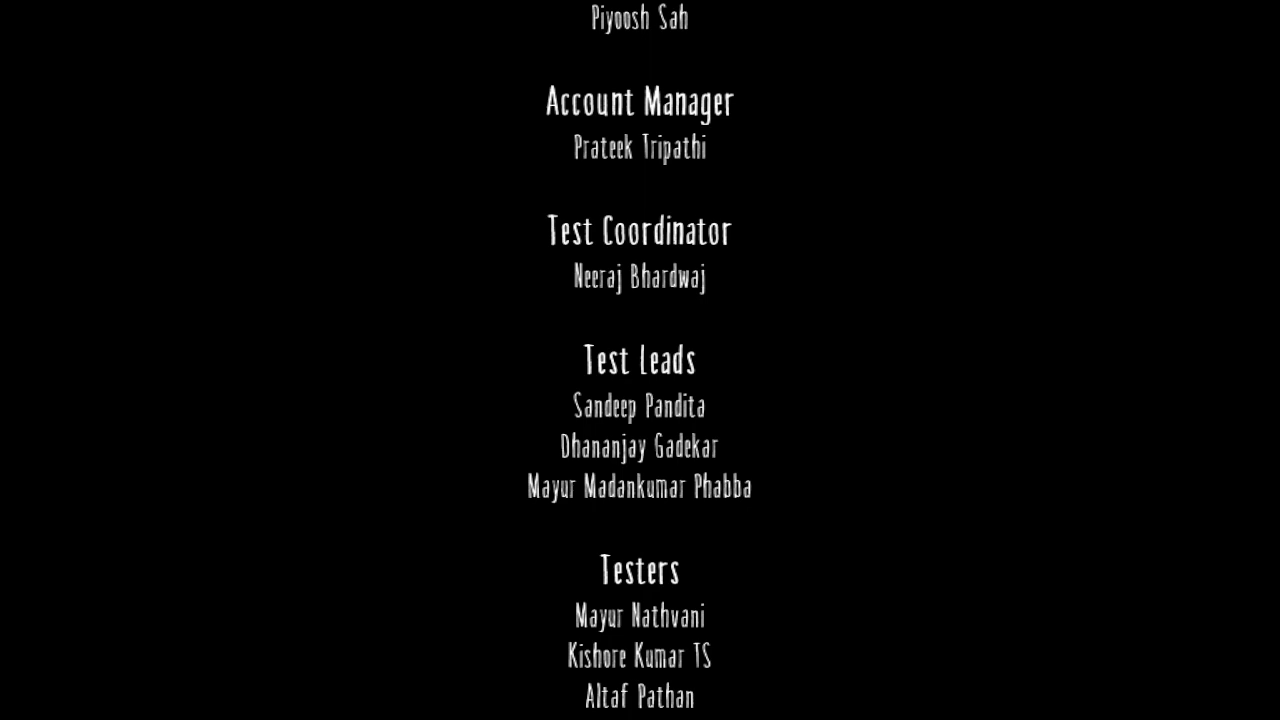 Piyoosh Sah
Account Manager
Prateek Tripathi
Test Coordinator
Neeraj Bhardwaj
Test Leads
Sandeep Pandita
Dhananjay Gadekar
Mayur Madankumar Phabba
Testers
Mayur Nathvani
Kishore Kumar TS
Altaf Pathan